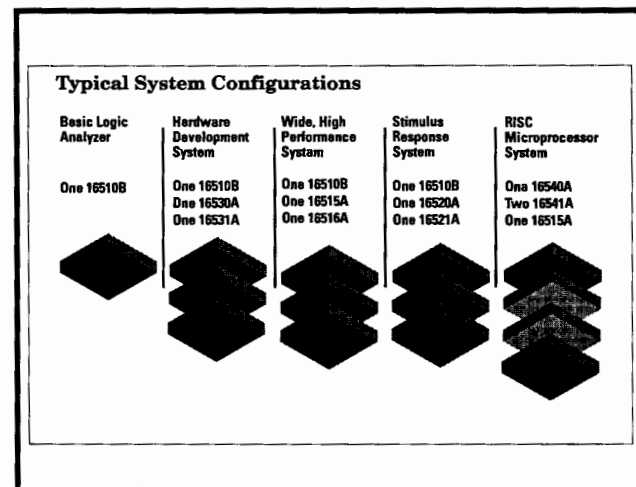 Typical System Configurations
Basic Logic
Analyzer
One 16510B
Hardware
Development
System
One 16510B
One 16530A
One 16531A
Wide, High
Performance
System
One 16510B
One 16515A
One 16516A
Stimulus
Response
System
One 16510B
One 16520A
One 16521A
RISC
Microprocessor
System
One 16540A
Two 16541A
One 16515A